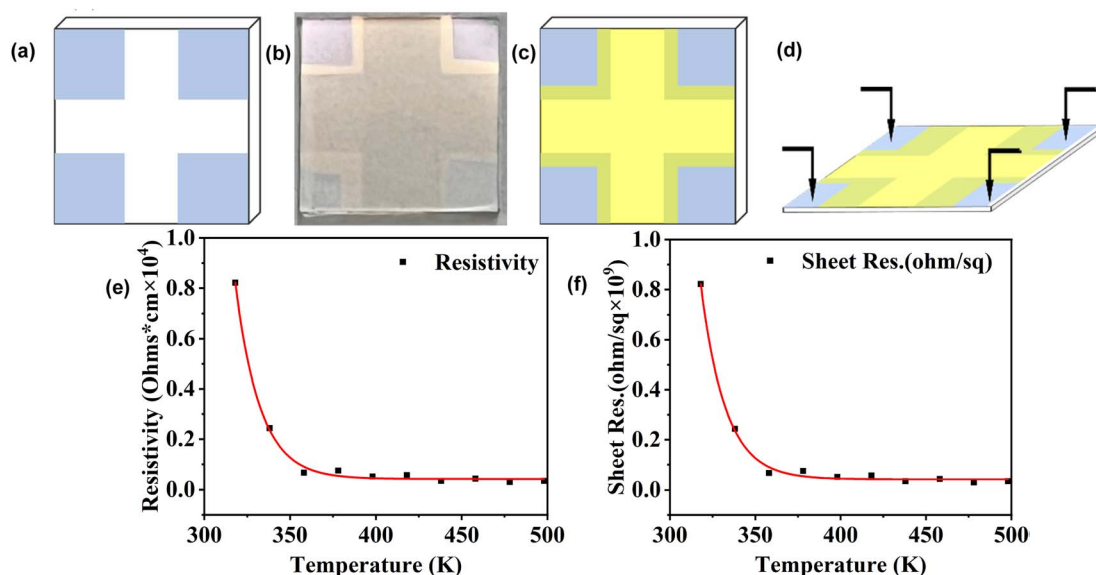 (a)
(b)
(c)
(d)
(e)
Resistivity (Ohms*cm×10⁴)
1.0
0.8
0.6
0.4
0.2
0.0
Resistivity
300 350 400 450 500
Temperature (K)
(f)
Sheet Res.(ohm/sq×10⁹)
1.0
0.8
0.6
0.4
0.2
0.0
Sheet Res.(ohm/sq)
300 350 400 450 500
Temperature (K)